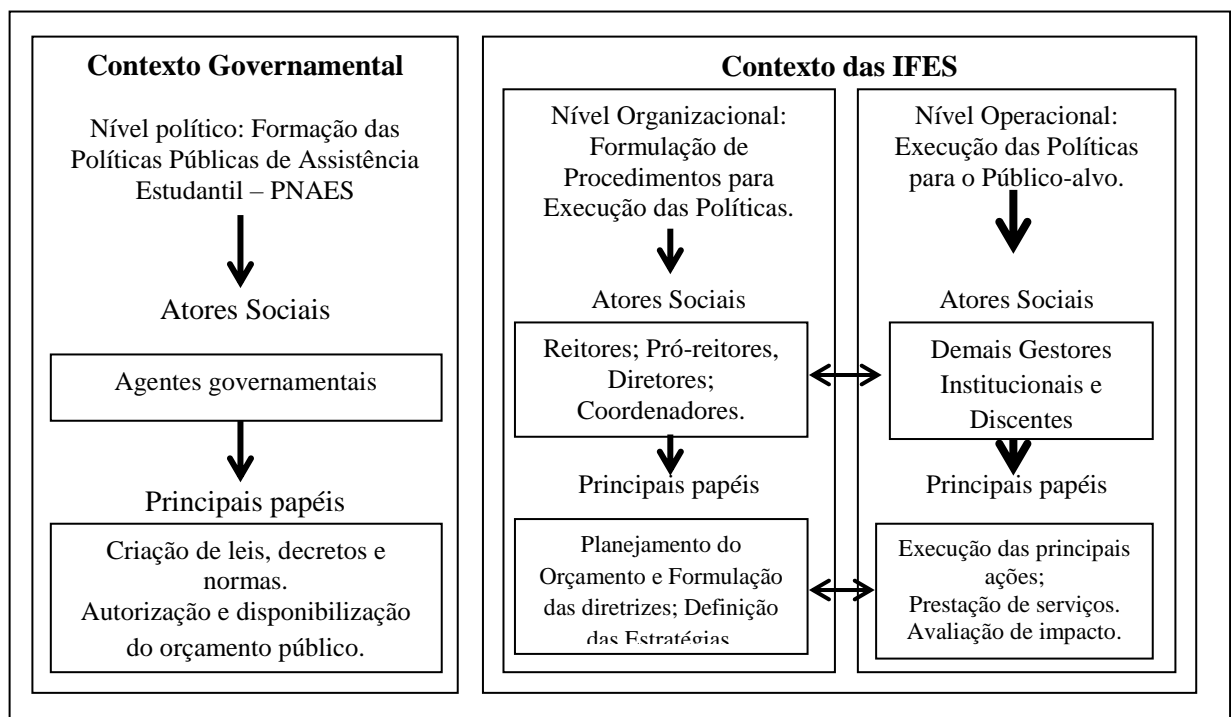 Contexto Governamental
Nível político: Formação das
Políticas Públicas de Assistência
Estudantil – PNAES
Atores Sociais
Agentes governamentais
Principais papéis
Criação de leis, decretos e
normas.
Autorização e disponibilização
do orçamento público.
Contexto das IFES
Nível Organizacional:
Formulação de
Procedimentos para
Execução das Políticas.
Atores Sociais
Reitores; Pró-reitores,
Diretores;
Coordenadores.
Principais papéis
Planejamento do
Orçamento e Formulação
das diretrizes; Definição
das Estratégias
Nível Operacional:
Execução das Políticas
para o Público-alvo.
Atores Sociais
Demais Gestores
Institucionais e
Discentes
Principais papéis
Execução das principais
ações;
Prestação de serviços.
Avaliação de impacto.